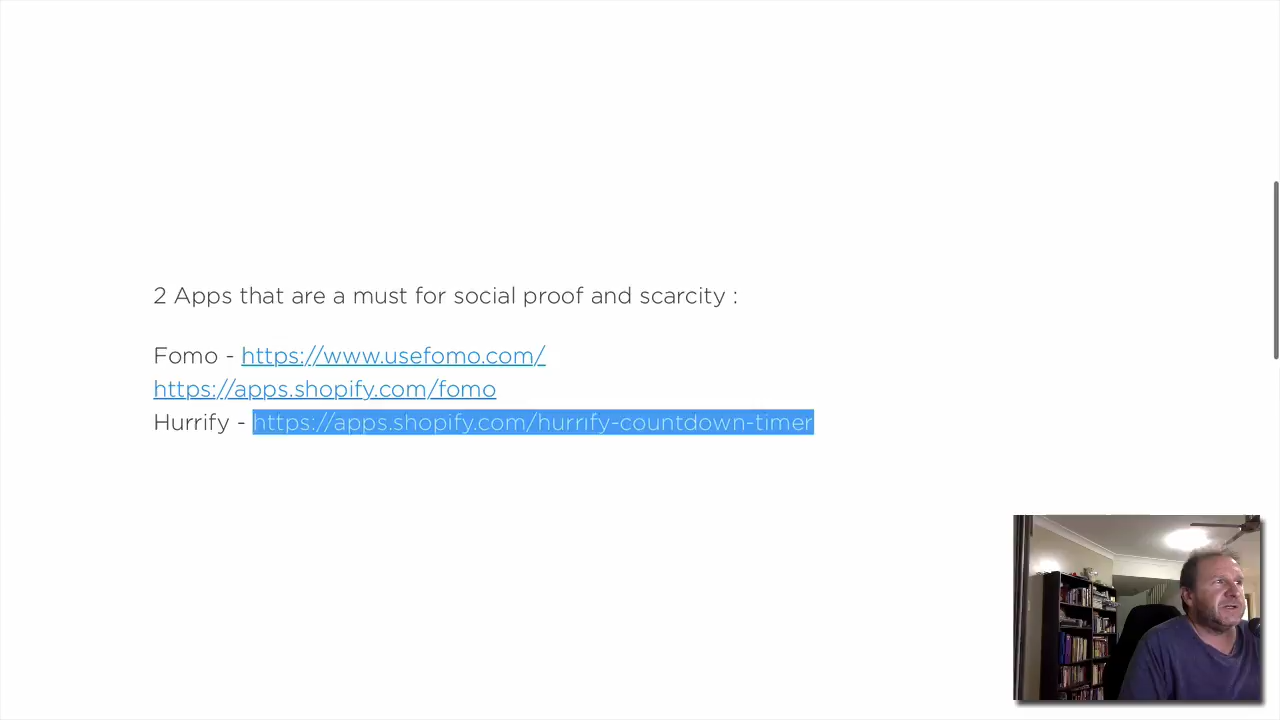 2 Apps that are a must for social proof and scarcity :
Fomo - https://www.usefomo.com/
https://apps.shopify.com/fomo
Hurrify - https://apps.shopify.com/hurrify-countdown-timer